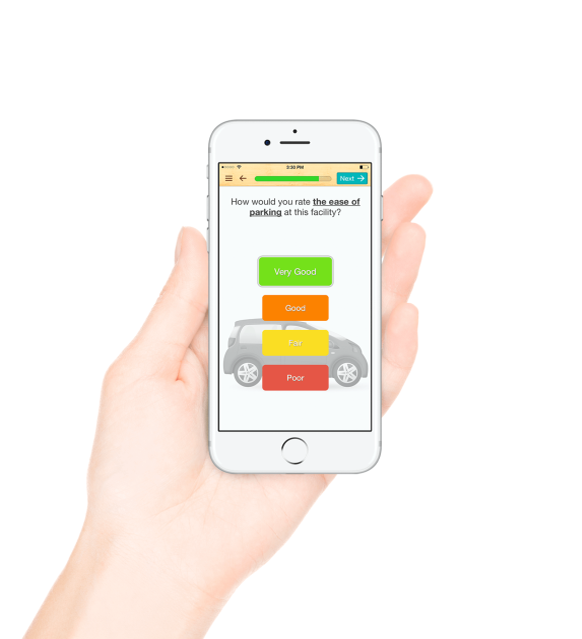 3:30 PM
Next →
How would you rate the ease of
parking at this facility?
Very Good
Good
Fair
Poor